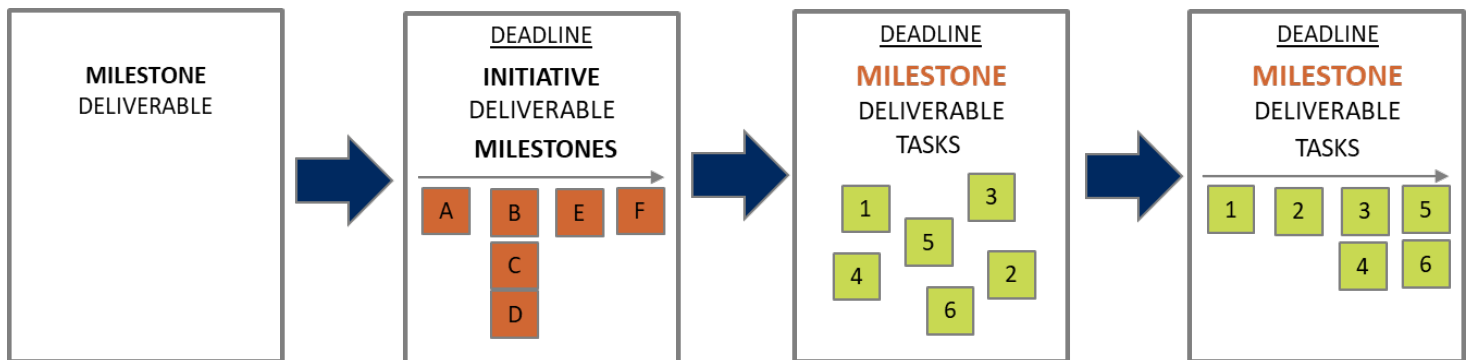 MILESTONE
DELIVERABLE
DEADLINE
INITIATIVE
DELIVERABLE
MILESTONES
A B E F
C
D
DEADLINE
MILESTONE
DELIVERABLE
TASKS
3
1
5
2
4
6
DEADLINE
MILESTONE
DELIVERABLE
TASKS
1 2 3 5
4 6